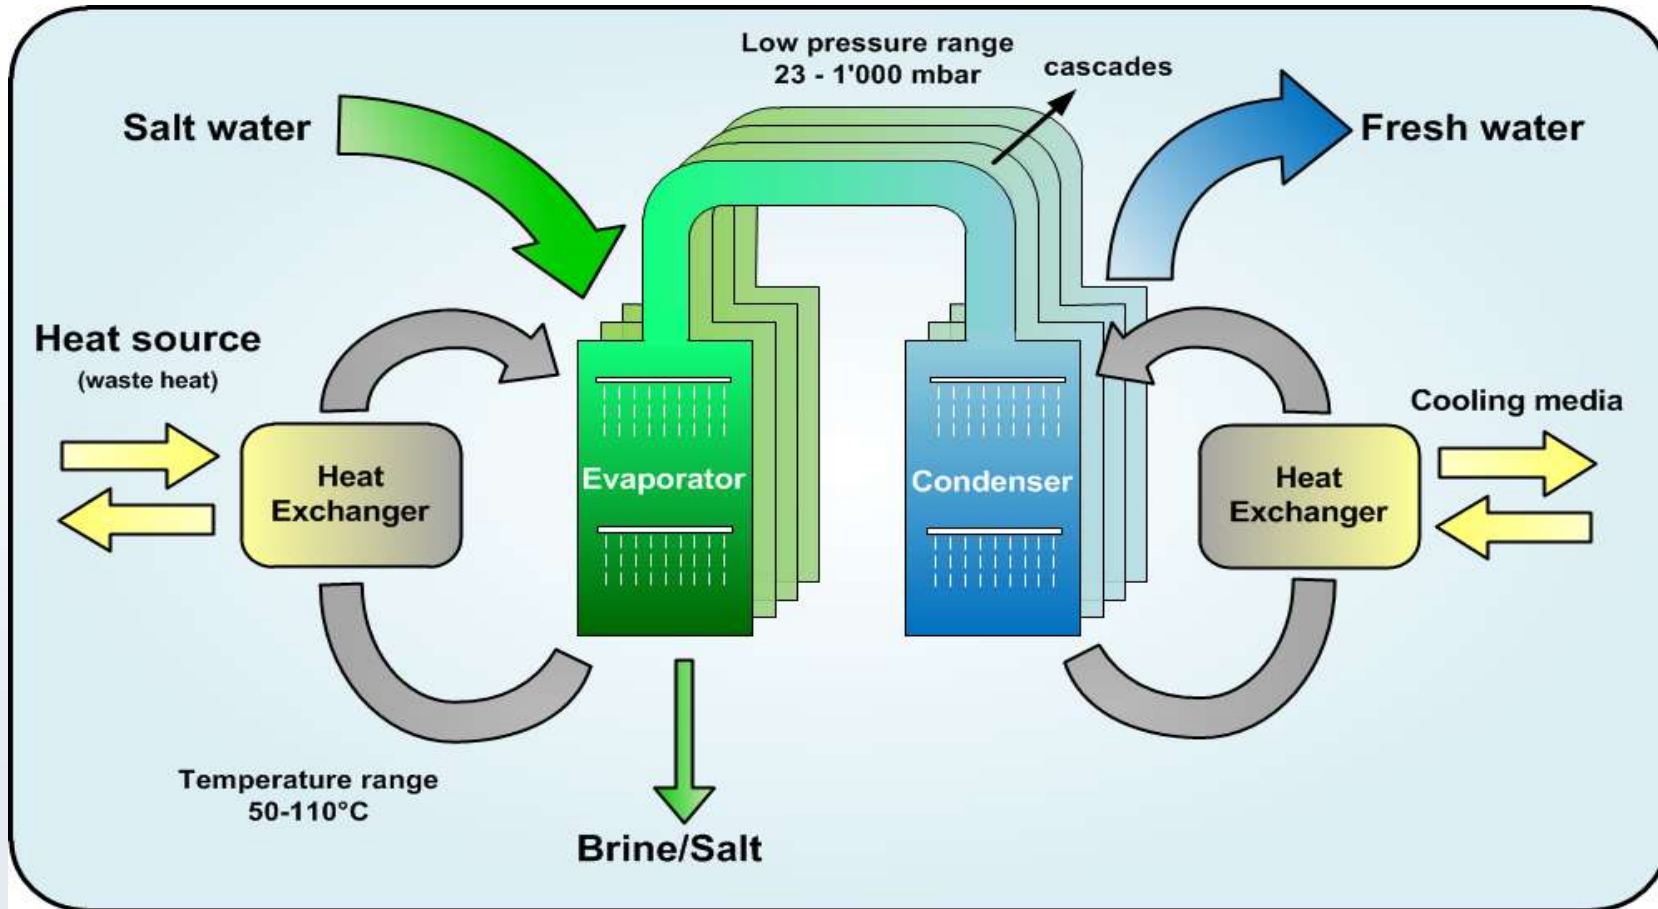 Low pressure range
23 - 1'000 mbar
cascades
Salt water
Fresh water
Heat source
(waste heat)
Cooling media
Heat
Exchanger
Evaporator
Condenser
Heat
Exchanger
Temperature range
50-110°C
Brine/Salt